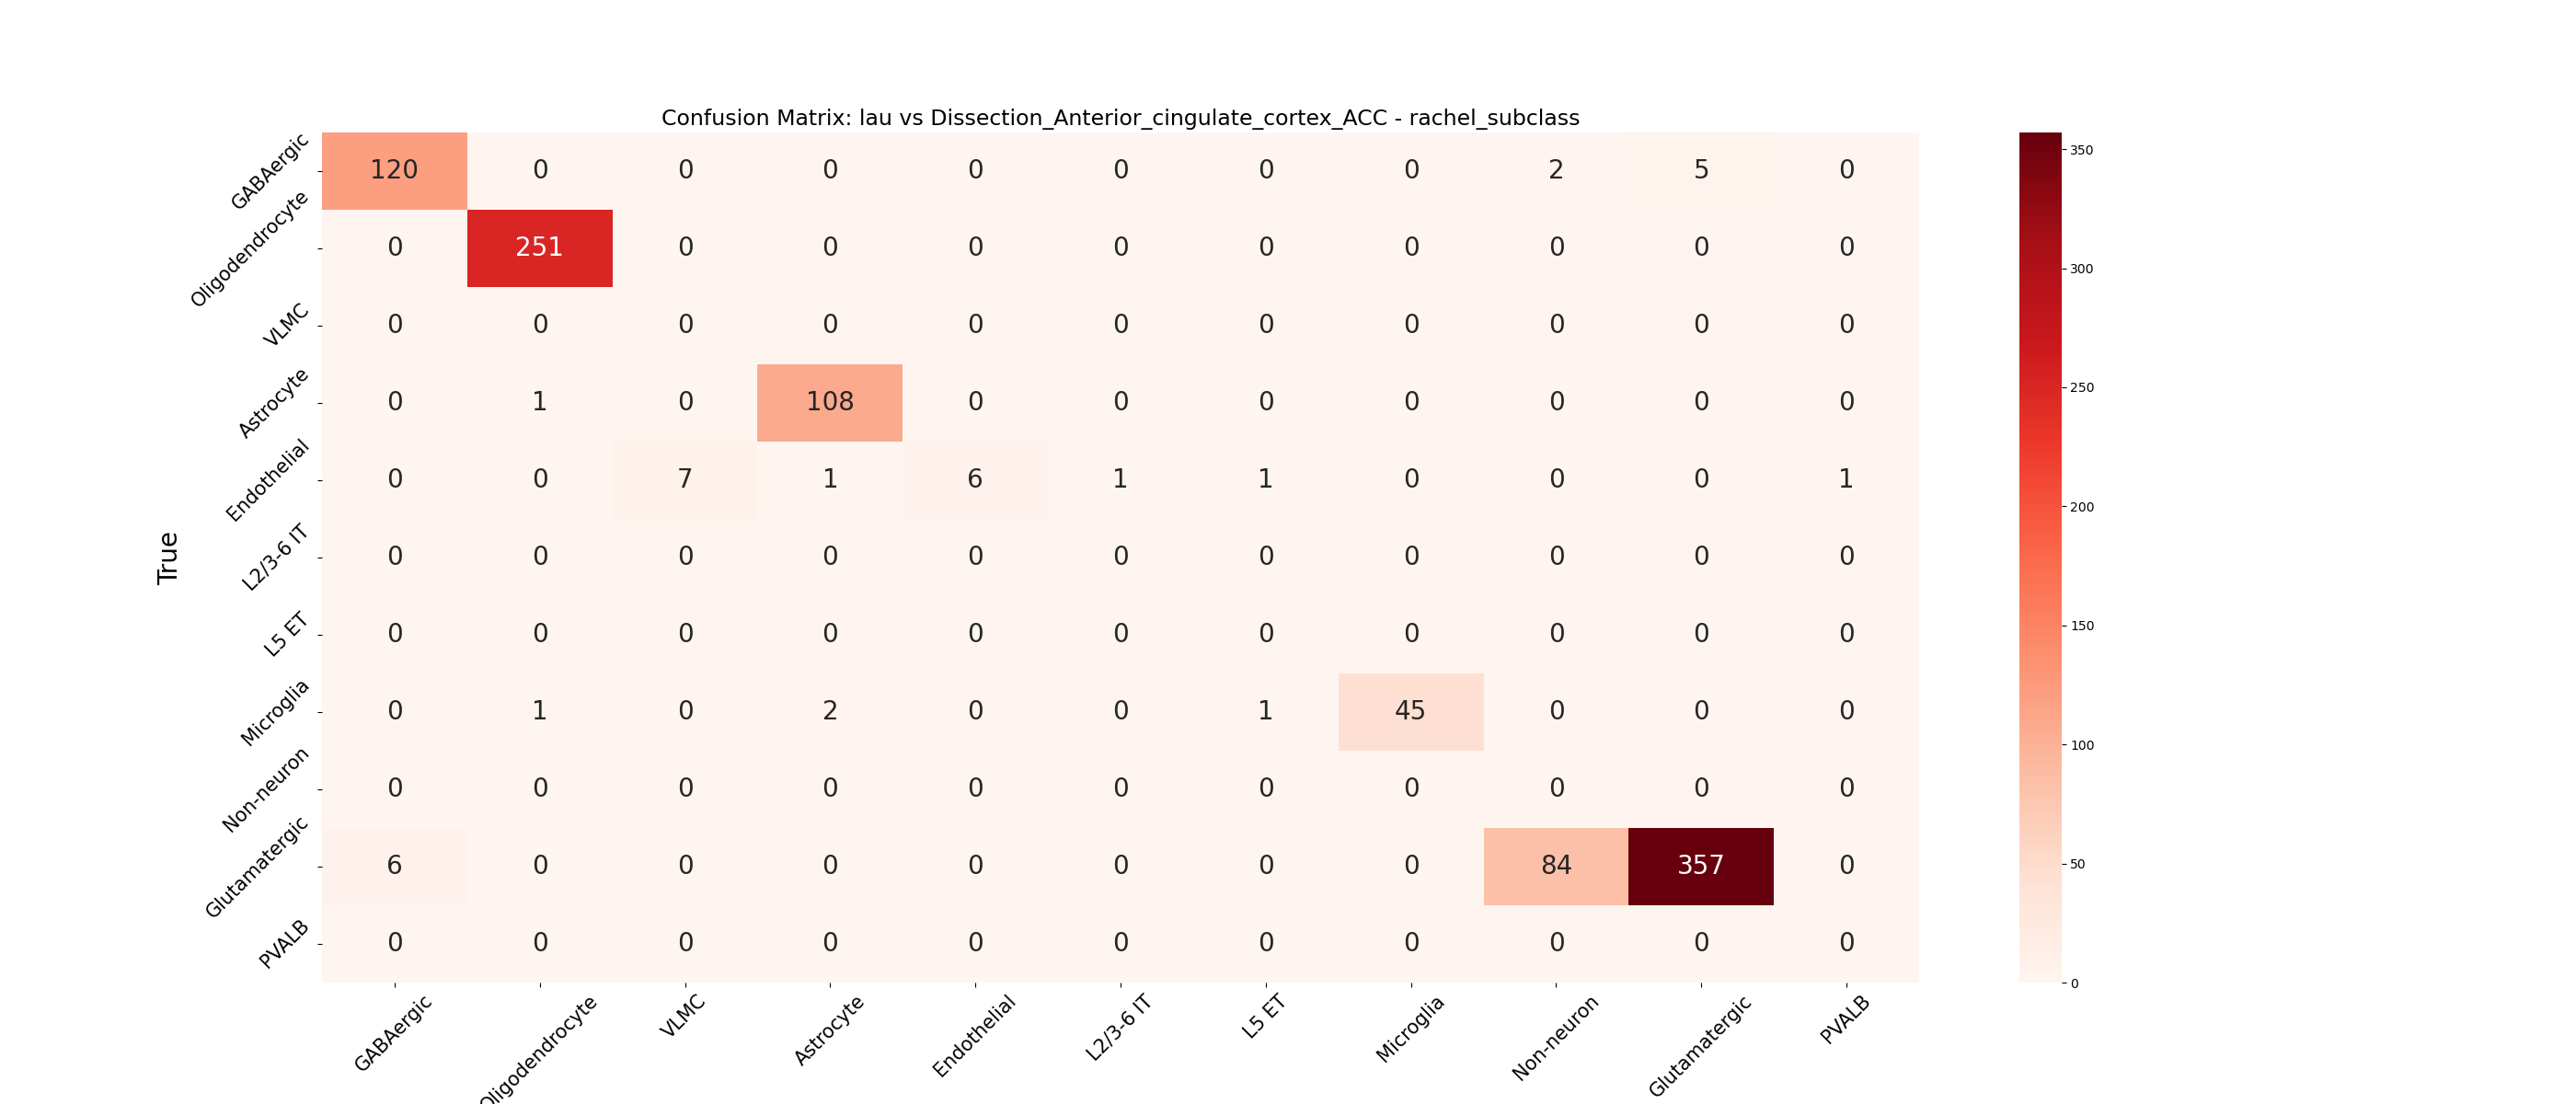 Confusion Matrix: lau vs Dissection_Anterior_cingulate_cortex_ACC - rachel_subclass
True
GABAergic 120 0 0 0 0 0 0 0 2 5 0
Oligodendrocyte 0 251 0 0 0 0 0 0 0 0 0
VLMC 0 0 0 0 0 0 0 0 0 0 0
Astrocyte 0 1 0 108 0 0 0 0 0 0 0
Endothelial 0 0 7 1 6 1 1 0 0 0 1
L2/3-6 IT 0 0 0 0 0 0 0 0 0 0 0
L5 ET 0 0 0 0 0 0 0 0 0 0 0
Microglia 0 1 0 2 0 0 1 45 0 0 0
Non-neuron 0 0 0 0 0 0 0 0 0 0 0
Glutamatergic 6 0 0 0 0 0 0 0 84 357 0
PVALB 0 0 0 0 0 0 0 0 0 0 0
GABAergic Oligodendrocyte VLMC Astrocyte Endothelial L2/3-6 IT L5 ET Microglia Non-neuron Glutamatergic PVALB
350
300
250
200
150
100
50
0